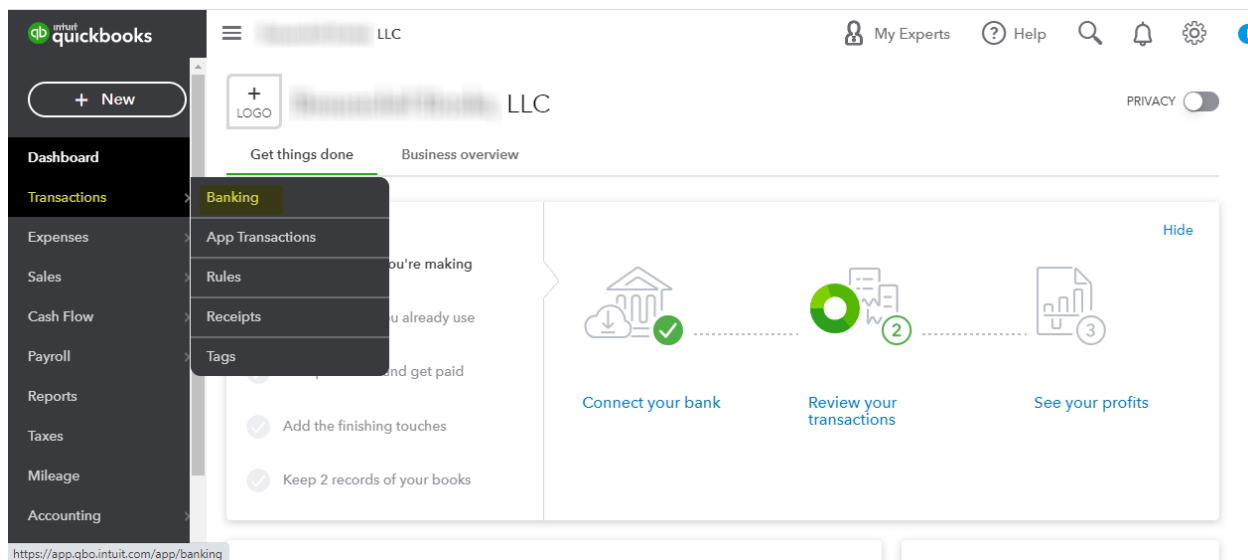 qb intuit quickbooks
LLC
My Experts
? Help
+ New
+
LOGO
LLC
PRIVACY
Get things done
Business overview
Dashboard
Transactions
Expenses
Sales
Cash Flow
Payroll
Reports
Taxes
Mileage
Accounting
Banking
App Transactions
Rules
Receipts
Tags
ou're making
u already use
and get paid
Add the finishing touches
Keep 2 records of your books
Hide
2
3
Connect your bank
Review your
transactions
See your profits
https://app.qbo.intuit.com/app/banking